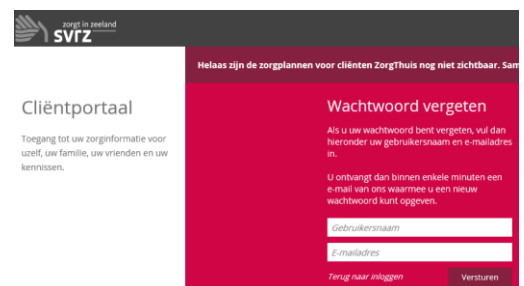 zorgt in zeeland
svrz
Helaas zijn de zorgplannen voor cliënten ZorgThuis nog niet zichtbaar. Sam
Cliëntportaal
Toegang tot uw zorginformatie voor
uzelf, uw familie, uw vrienden en uw
kennissen.
Wachtwoord vergeten
Als u uw wachtwoord bent vergeten, vul dan
hieronder uw gebruikersnaam en e-mailadres
in.
U ontvangt dan binnen enkele minuten een
e-mail van ons waarmee u een nieuw
wachtwoord kunt opgeven.
Gebruikersnaam
E-mailadres
Terug naar inloggen
Versturen